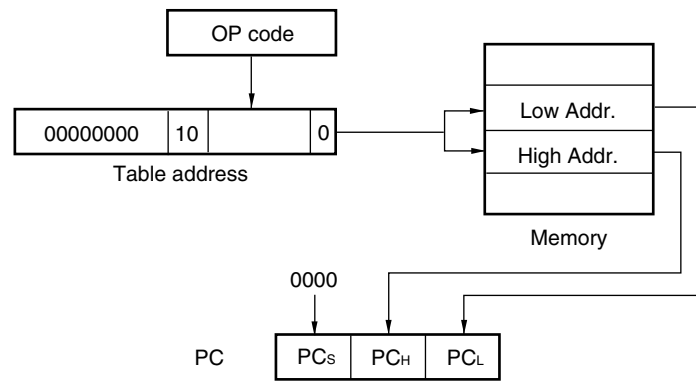 OP code
00000000 10 0
Table address
Low Addr.
High Addr.
Memory
0000
PC PCS PCH PCL